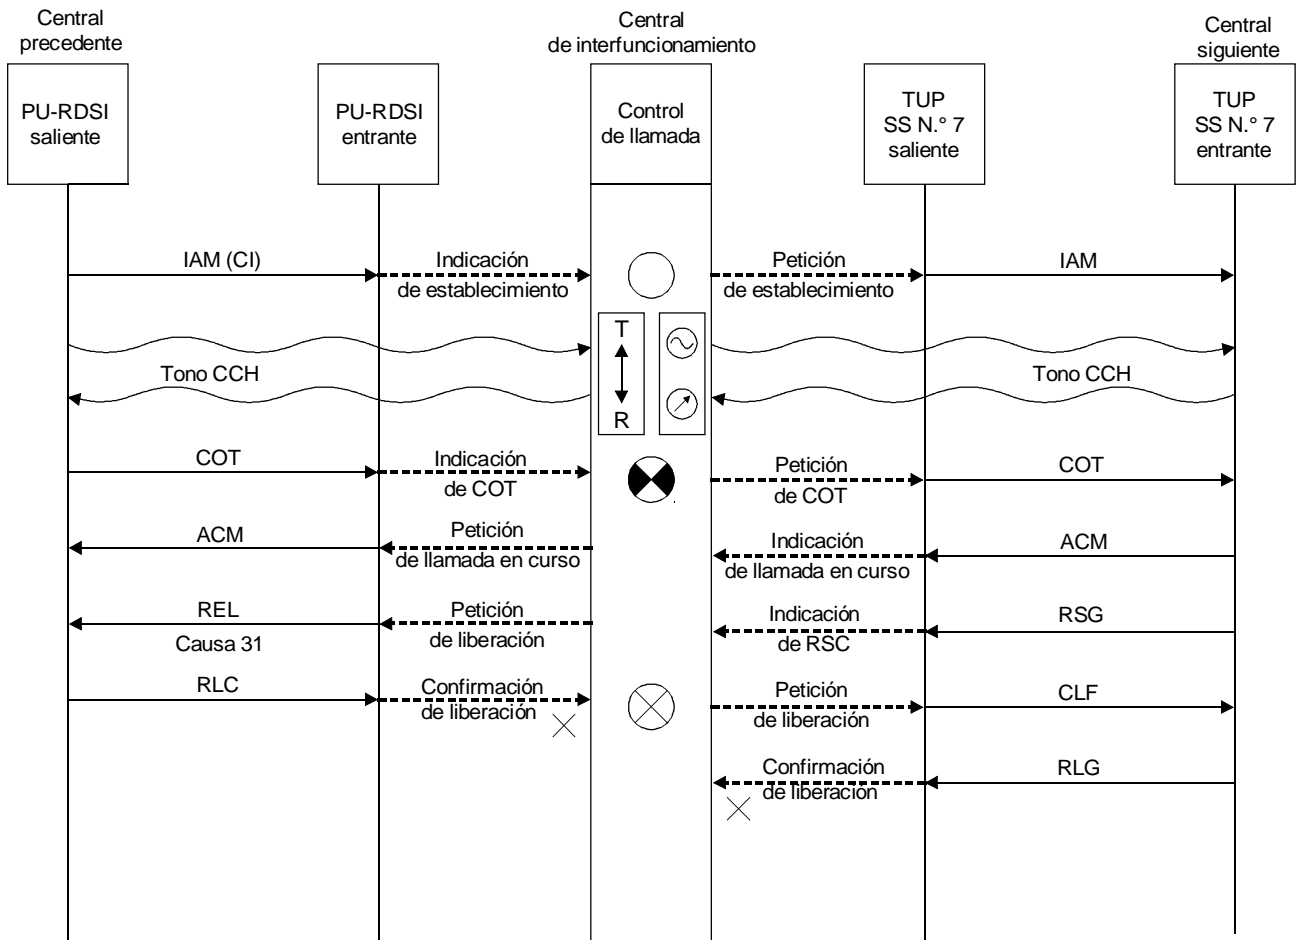 Central
precedente
Central
de interfuncionamiento
Central
siguiente
PU-RDSI
saliente
PU-RDSI
entrante
Control
de llamada
TUP
SS N.° 7
saliente
TUP
SS N.° 7
entrante
IAM (CI)
Indicación
de establecimiento
Petición
de establecimiento
IAM
T
R
Tono CCH
Tono CCH
COT
Indicación
de COT
Petición
de COT
COT
ACM
Petición
de llamada en curso
Indicación
de llamada en curso
ACM
REL
Causa 31
Petición
de liberación
Indicación
de RSC
RSG
RLC
Confirmación
de liberación
Petición
de liberación
CLF
Confirmación
de liberación
RLG